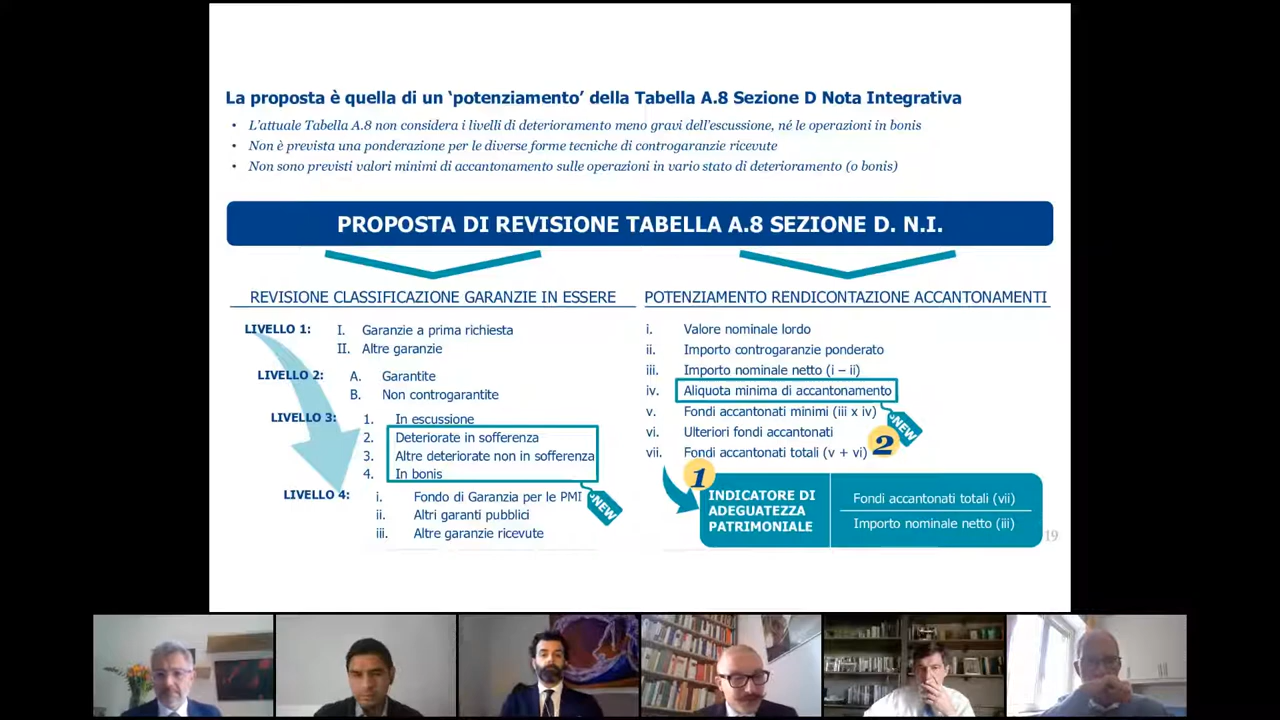 La proposta è quella di un ‘potenziamento’ della Tabella A.8 Sezione D Nota Integrativa
• L’attuale Tabella A.8 non considera i livelli di deterioramento meno gravi dell’escussione, né le operazioni in bonis
• Non è prevista una ponderazione per le diverse forme tecniche di controgaranzie ricevute
• Non sono previsti valori minimi di accantonamento sulle operazioni in vario stato di deterioramento (o bonis)
PROPOSTA DI REVISIONE TABELLA A.8 SEZIONE D. N.I.
REVISIONE CLASSIFICAZIONE GARANZIE IN ESSERE
LIVELLO 1: I. Garanzie a prima richiesta
II. Altre garanzie
LIVELLO 2: A. Garantite
B. Non controgarantite
LIVELLO 3: 1. In escussione
2. Deteriorate in sofferenza
3. Altre deteriorate non in sofferenza
4. In bonis
NEW
LIVELLO 4: i. Fondo di Garanzia per le PMI
ii. Altri garanti pubblici
iii. Altre garanzie ricevute
POTENZIAMENTO RENDICONTAZIONE ACCANTONAMENTI
i. Valore nominale lordo
ii. Importo controgaranzie ponderato
iii. Importo nominale netto (i – ii)
iv. Aliquota minima di accantonamento
v. Fondi accantonati minimi (iii x iv)
NEW
vi. Ulteriori fondi accantonati
2
vii. Fondi accantonati totali (v + vi)
1
INDICATORE DI
ADEGUATEZZA
PATRIMONIALE
Fondi accantonati totali (vii)
Importo nominale netto (iii)
19